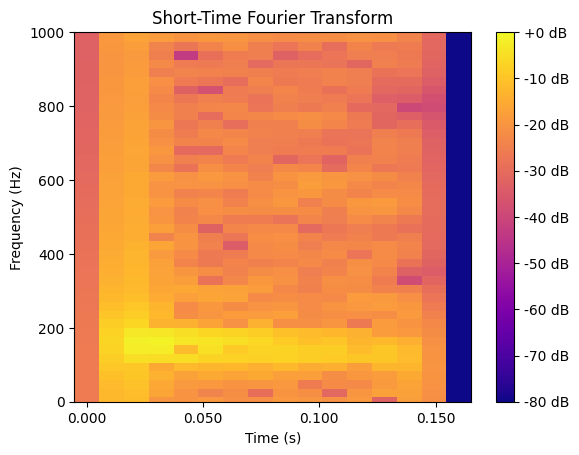 Short-Time Fourier Transform
1000
800
600
400
200
0
Frequency (Hz)
0.000
0.050
0.100
0.150
Time (s)
+0 dB
-10 dB
-20 dB
-30 dB
-40 dB
-50 dB
-60 dB
-70 dB
-80 dB